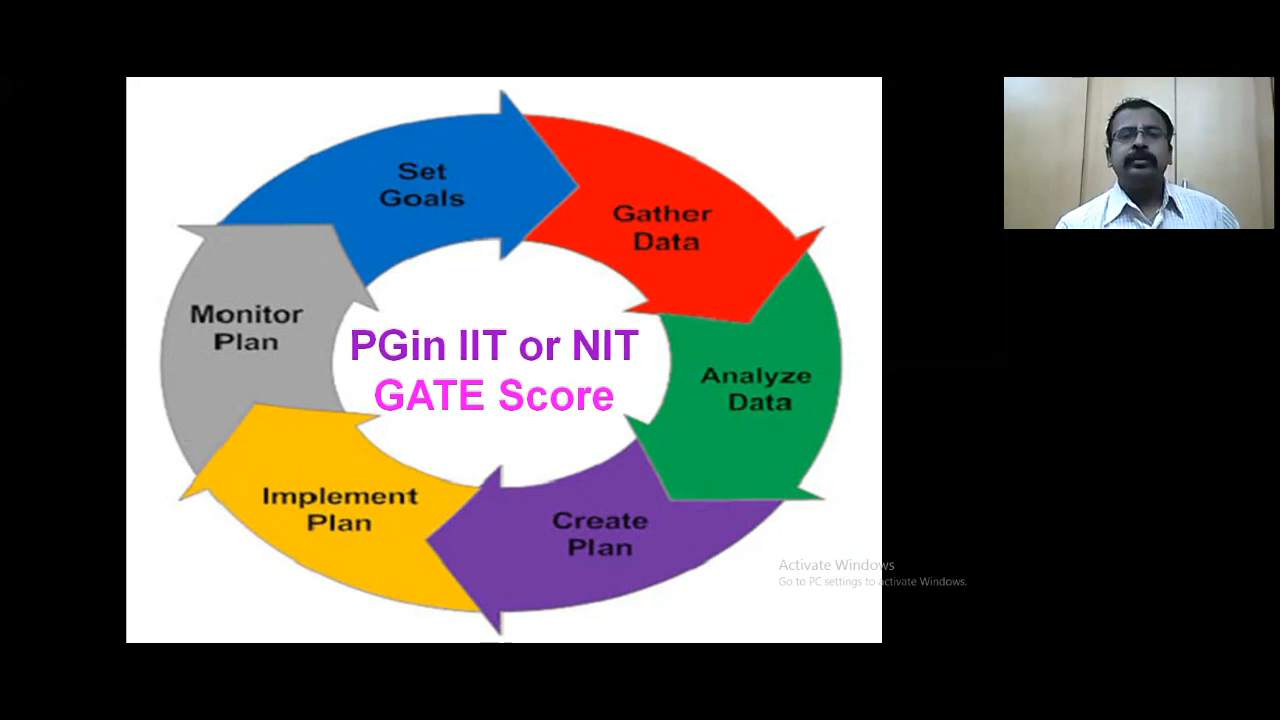 Set
Goals
Gather
Data
Analyze
Data
Create
Plan
Implement
Plan
Monitor
Plan
PGin IIT or NIT
GATE Score
Activate Windows
Go to PC settings to activate Windows.